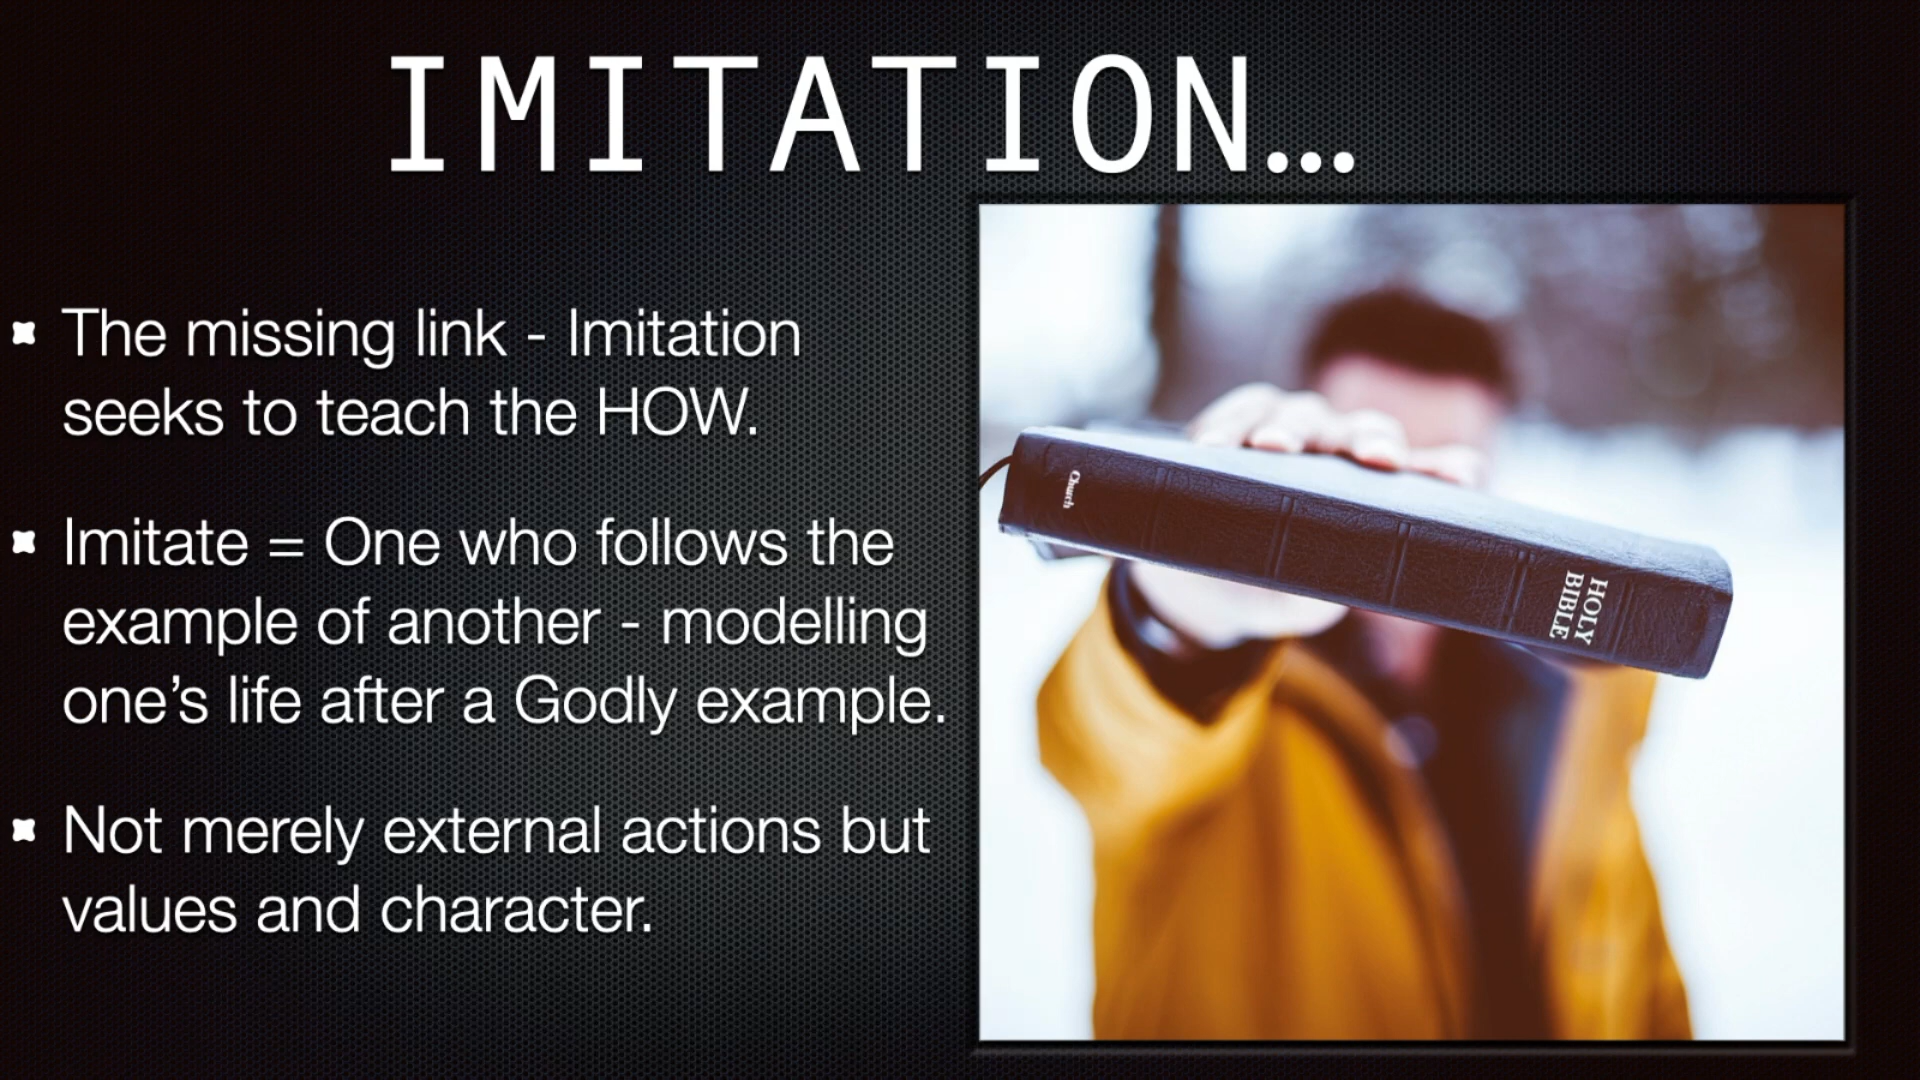 IMITATION...
The missing link - Imitation
seeks to teach the HOW.
Imitate = One who follows the
example of another - modelling
one’s life after a Godly example.
Not merely external actions but
values and character.
Church
HOLY
BIBLE